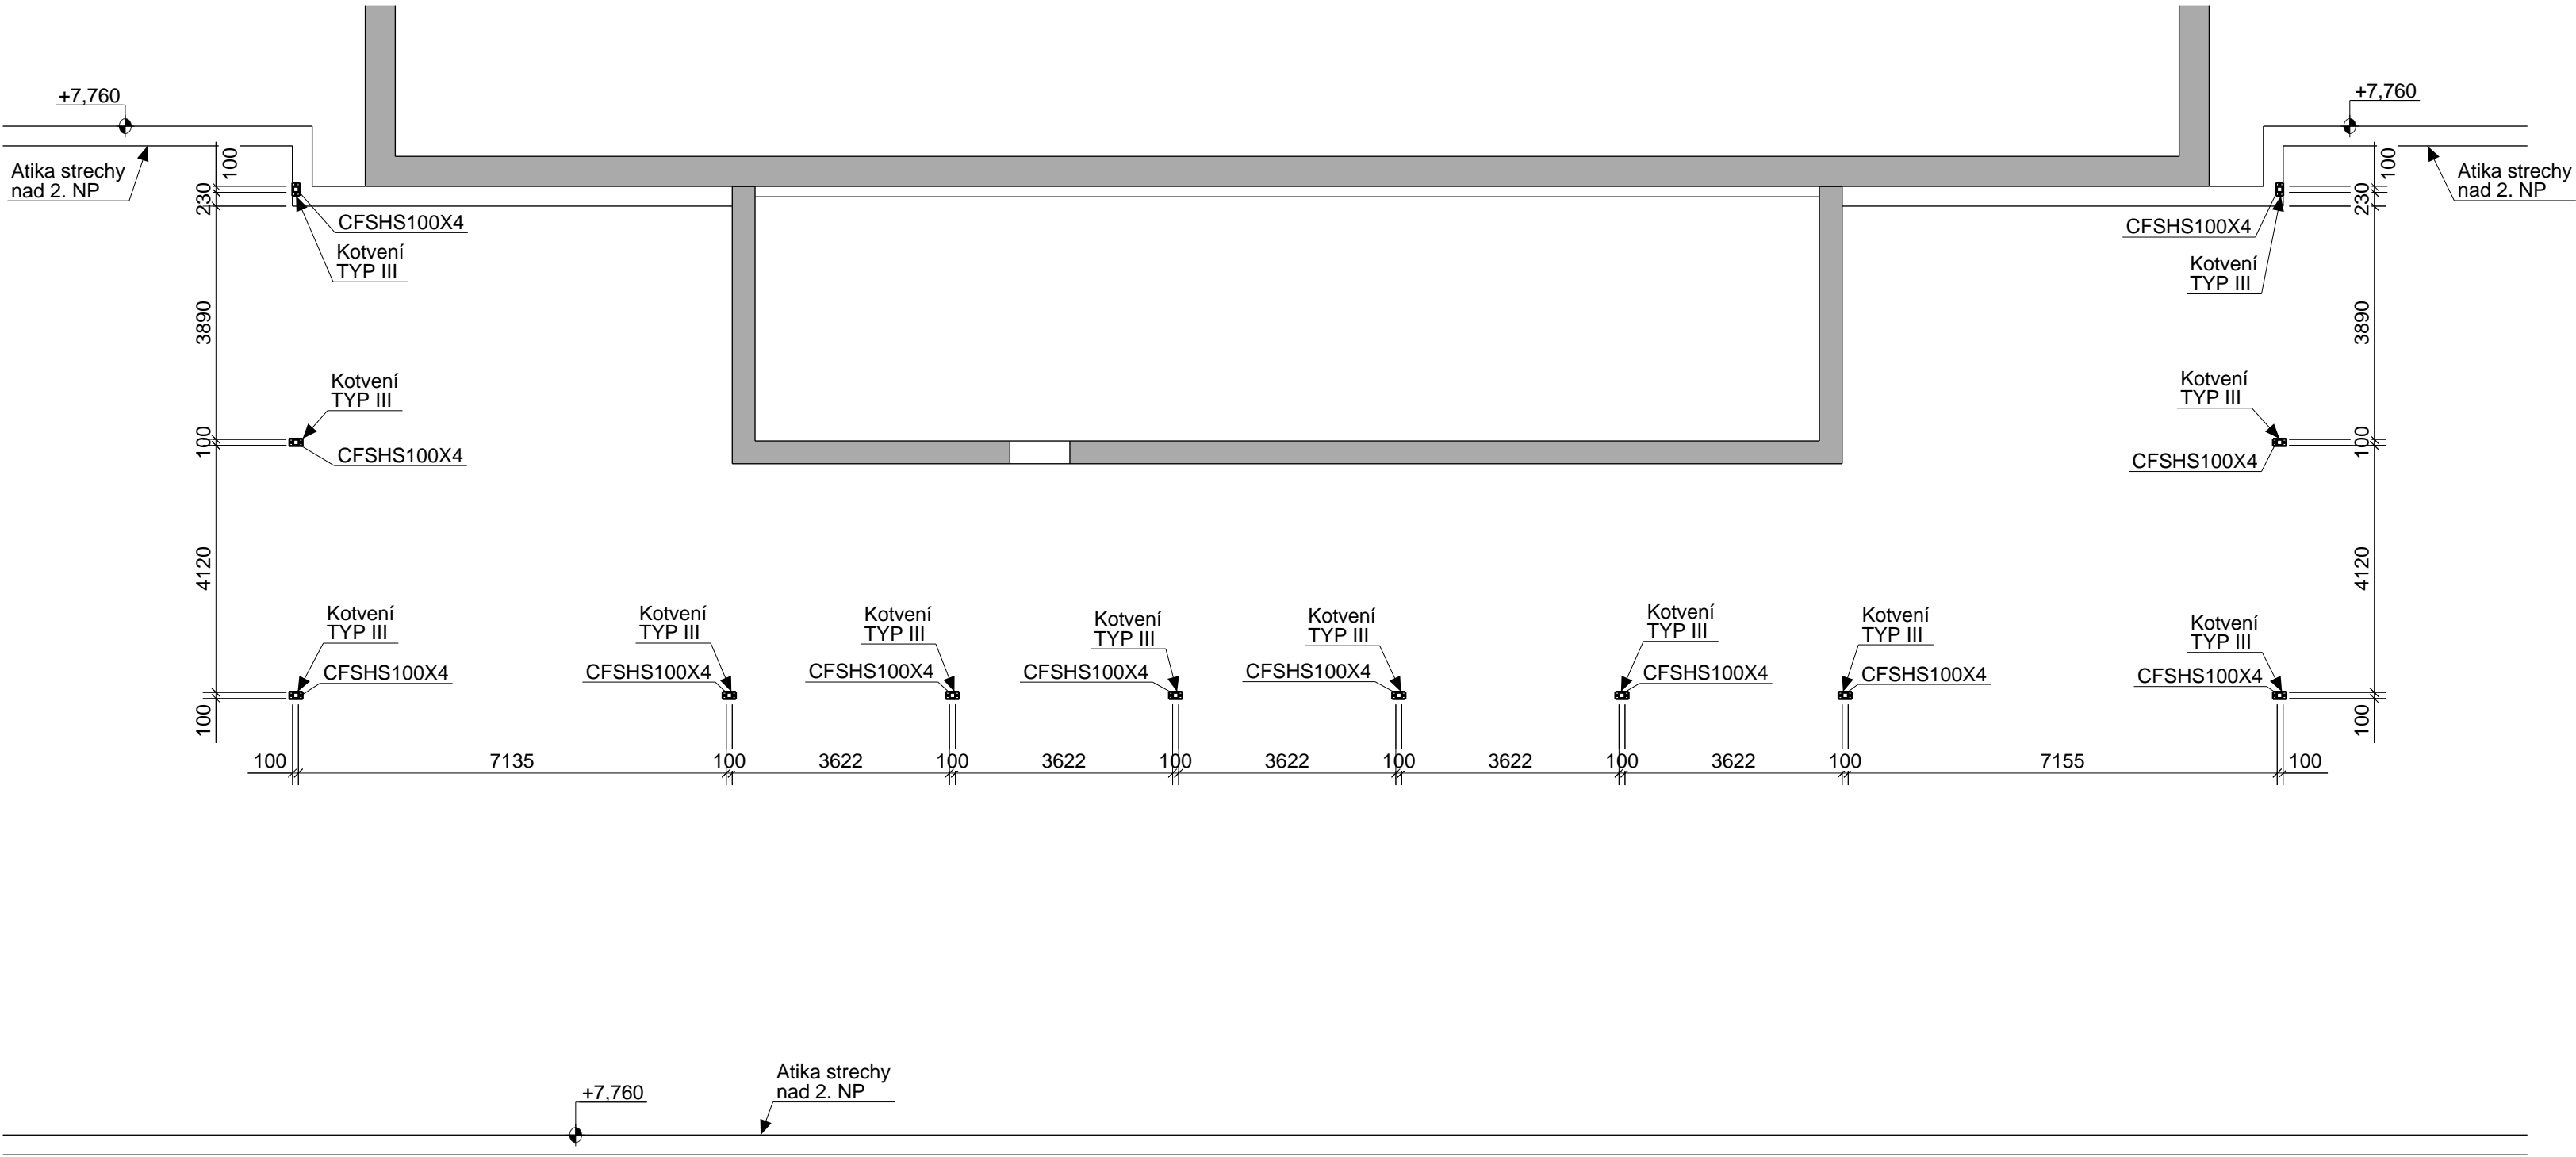 +7,760
+7,760
Atika strechy
nad 2. NP
100
230
CFSHS100X4
Kotvení
TYP III
100
230
CFSHS100X4
Kotvení
TYP III
Atika strechy
nad 2. NP
3890
3890
Kotvení
TYP III
100
CFSHS100X4
Kotvení
TYP III
100
CFSHS100X4
4120
4120
Kotvení
TYP III
CFSHS100X4
Kotvení
TYP III
CFSHS100X4
Kotvení
TYP III
CFSHS100X4
Kotvení
TYP III
CFSHS100X4
Kotvení
TYP III
CFSHS100X4
Kotvení
TYP III
CFSHS100X4
Kotvení
TYP III
CFSHS100X4
Kotvení
TYP III
CFSHS100X4
100
100
100 7135 100 3622 100 3622 100 3622 100 3622 100 3622 100 7155 100
+7,760
Atika strechy
nad 2. NP